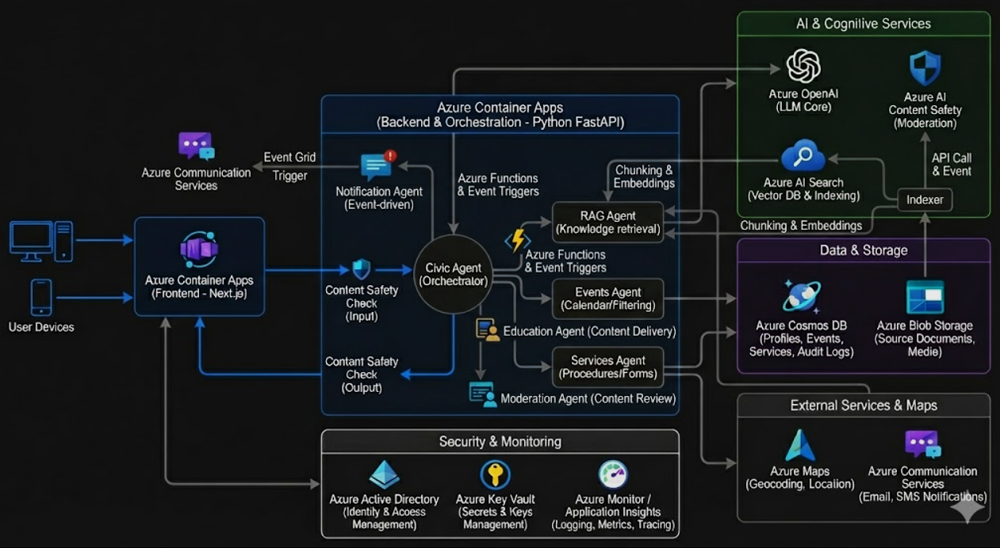 AI & Cognitive Services
Azure OpenAI
(LLM Core)
Azure AI
Content Safety
(Moderation)
Azure AI Search
(Vector DB & Indexing)
API Call
& Event
Indexer
Chunking & Embeddings
Azure Container Apps
(Backend & Orchestration - Python FastAPI)
Azure Communication
Services
Event Grid
Trigger
Notification Agent
(Event-driven)
Azure Functions
& Event Triggers
Chunking &
Embeddings
RAG Agent
(Knowledge retrieval)
Civic Agent
(Orchestrator)
Azure Functions
& Event Triggers
Events Agent
(Calendar/Filtering)
Education Agent (Content Delivery)
Services Agent
(Procedures/Forms)
Moderation Agent (Content Review)
Content Safety
Check
(Input)
Content Safety
Check
(Output)
User Devices
Azure Container Apps
(Frontend - Next.js)
Data & Storage
Azure Cosmos DB
(Profiles, Events,
Services, Audit Logs)
Azure Blob Storage
(Source Documents,
Medie)
External Services & Maps
Azure Maps
(Geocoding, Location)
Azure Communication
Services
(Email, SMS Notifications)
Security & Monitoring
Azure Active Directory
(Identity & Access
Management)
Azure Key Vault
(Secrets & Keys
Management)
Azure Monitor /
Application Insights
(Logging, Metrics, Tracing)